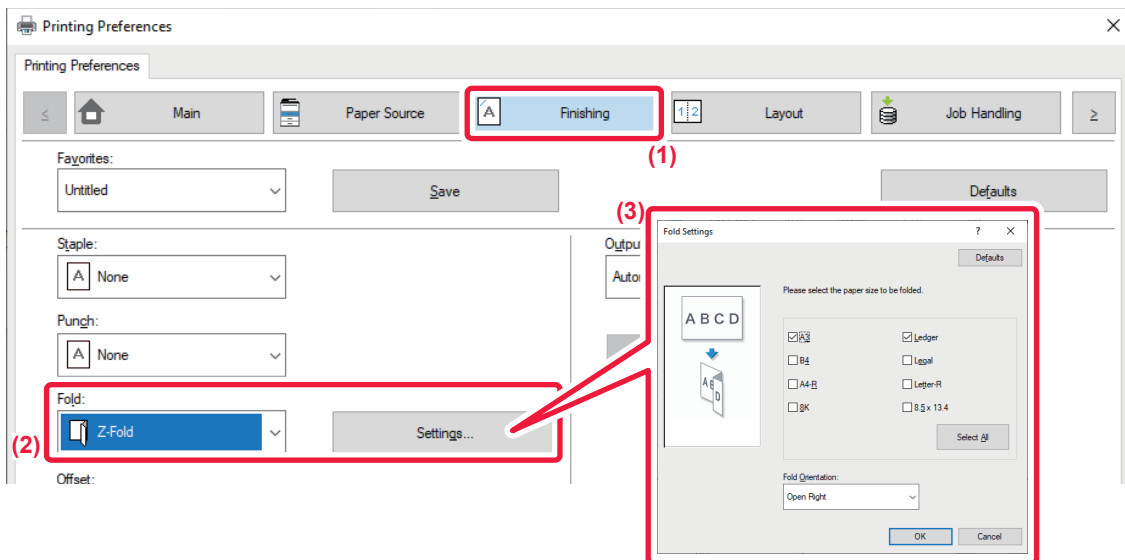 Printing Preferences
Printing Preferences
≤ Main Paper Source A Finishing 1 2 Layout Job Handling ≥
(1)
Favorites:
Untitled Save Defaults
Staple:
A None
Punch:
A None
Fold:
(2) Z-Fold Settings...
Offset:
Outpu
Auto
(3)
Fold Settings ? ×
Defaults
Please select the paper size to be folded.
A B C D
A B D
A3 Ledger
B4 Legal
A4-R Letter-R
8K 8.5 x 13.4
Select All
Fold Orientation:
Open Right
OK Cancel